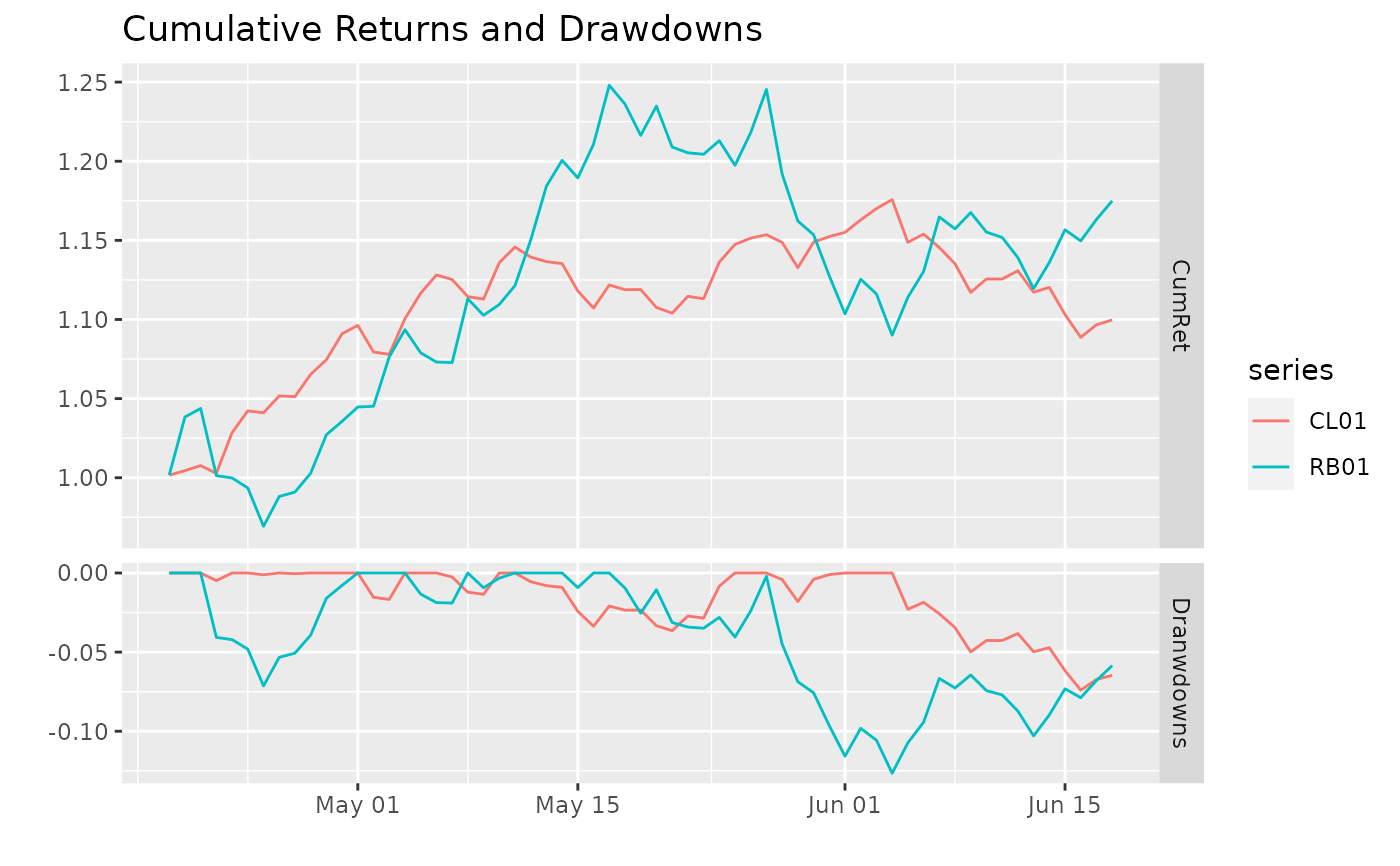 Cumulative Returns and Drawdowns
1.25
1.20
1.15
1.10
1.05
1.00
CumRet
0.00
-0.05
-0.10
Dranwdowns
May 01
May 15
Jun 01
Jun 15
series
CL01
RB01